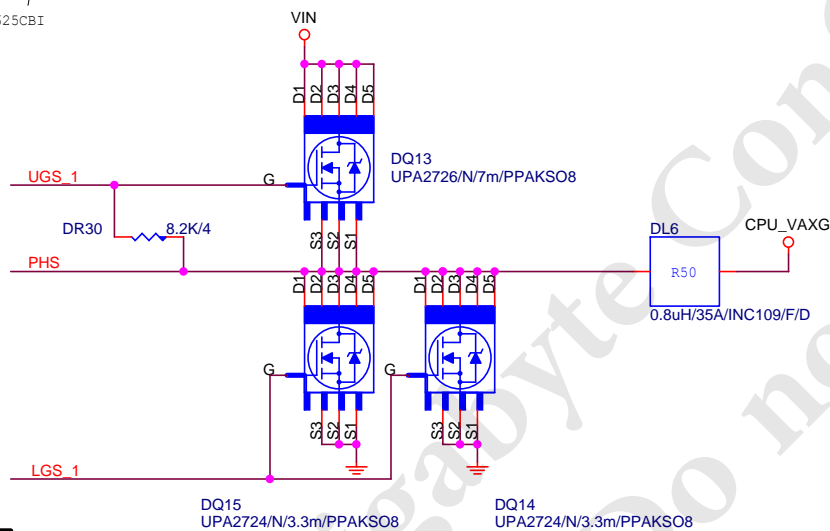 VIN
D1 D2 D3 D4 D5
DQ13
UPA2726/N/7m/PPAKSO8
UGS_1
G
DR30
8.2K/4
S3 S2 S1
DL6
CPU_VAXG
PHS
R50
0.8uH/35A/INC109/F/D
D1 D2 D3 D4 D5
D1 D2 D3 D4 D5
G
G
S3 S2 S1
S3 S2 S1
LGS_1
DQ15
UPA2724/N/3.3m/PPAKSO8
DQ14
UPA2724/N/3.3m/PPAKSO8